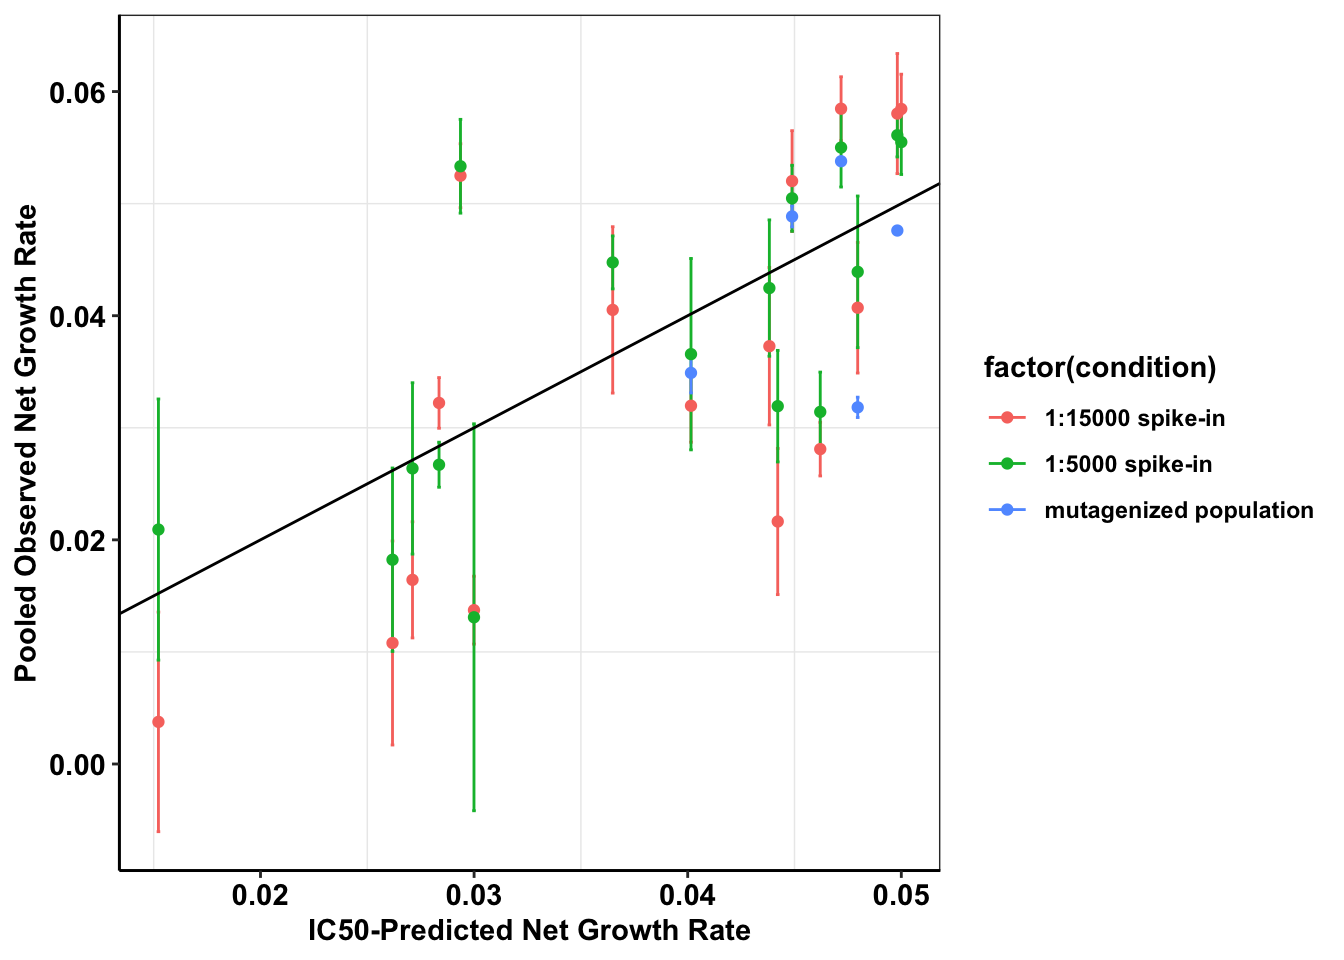 Pooled Observed Net Growth Rate
0.06
0.04
0.02
0.00
0.02
0.03
0.04
0.05
IC50-Predicted Net Growth Rate
factor(condition)
1:15000 spike-in
1:5000 spike-in
mutagenized population